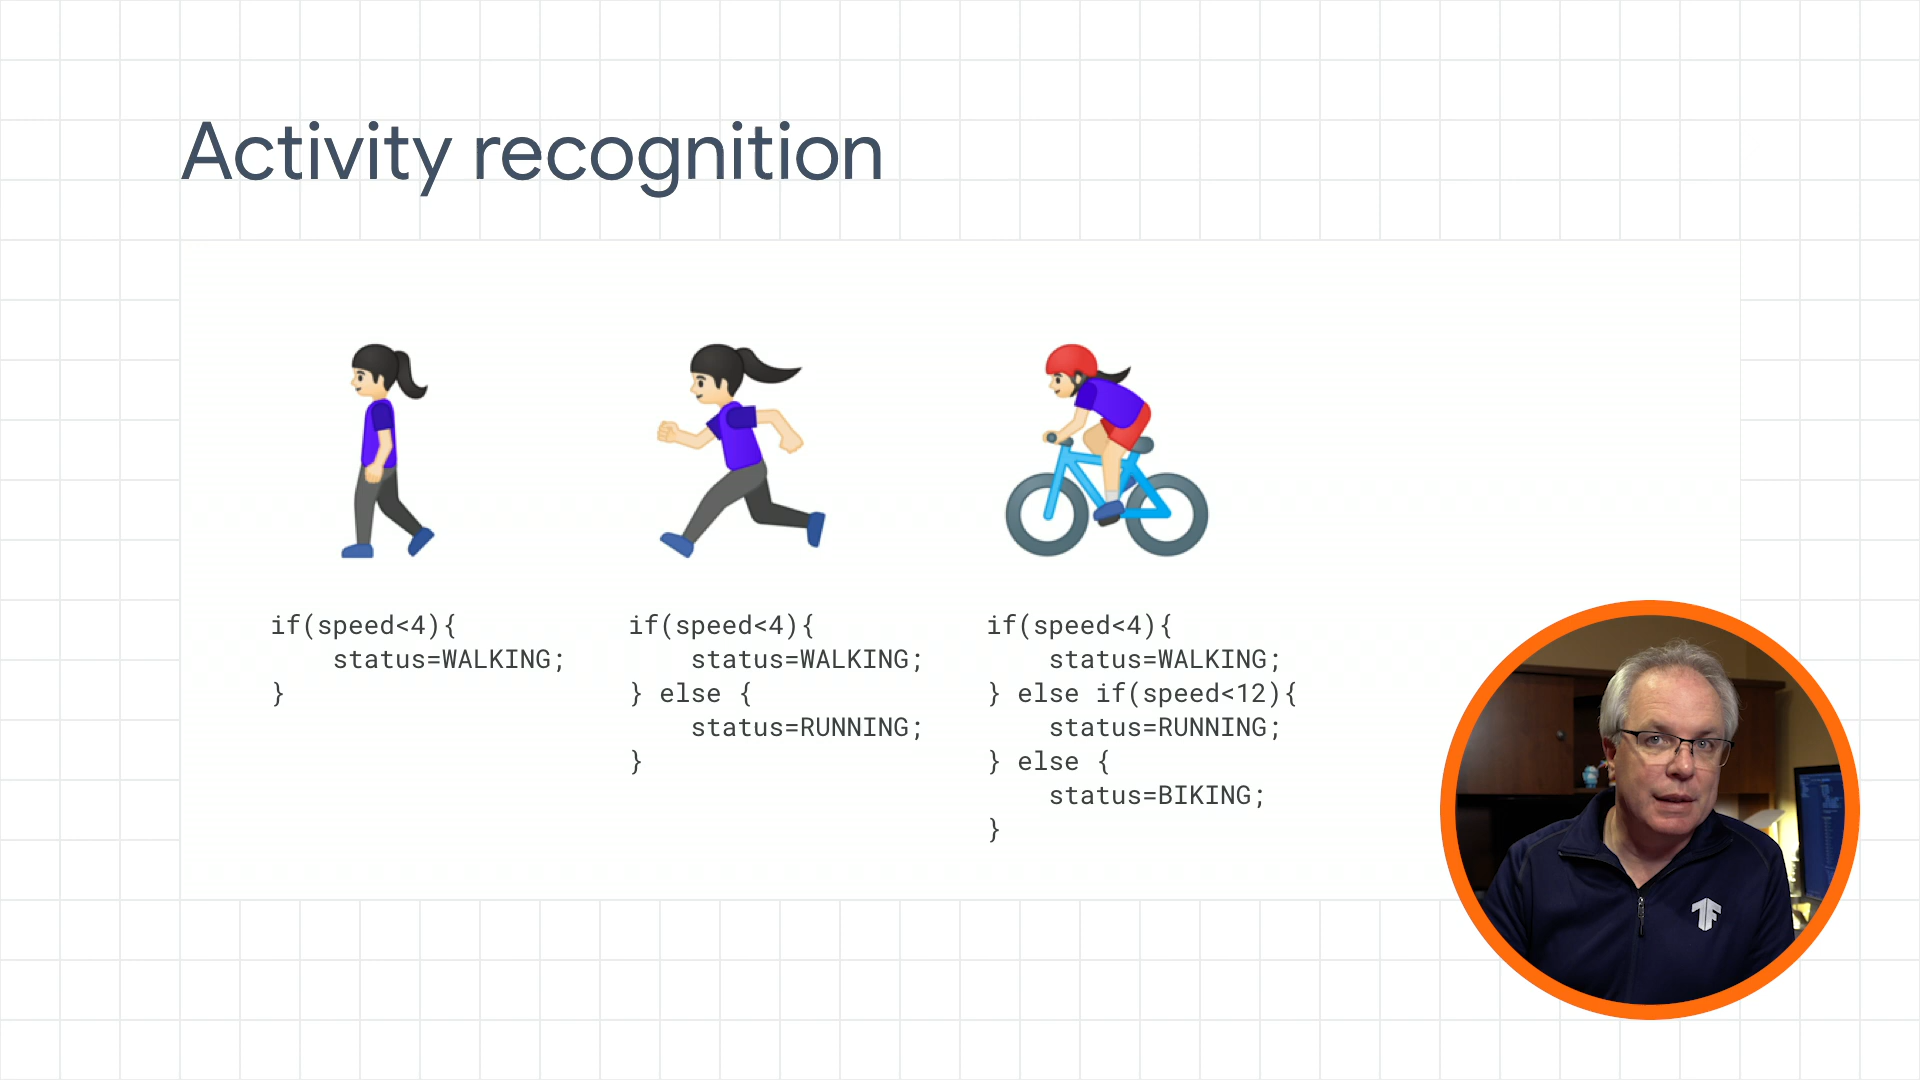 Activity recognition
if(speed<4){
    status=WALKING;
}
if(speed<4){
    status=WALKING;
} else {
    status=RUNNING;
}
if(speed<4){
    status=WALKING;
} else if(speed<12){
    status=RUNNING;
} else {
    status=BIKING;
}